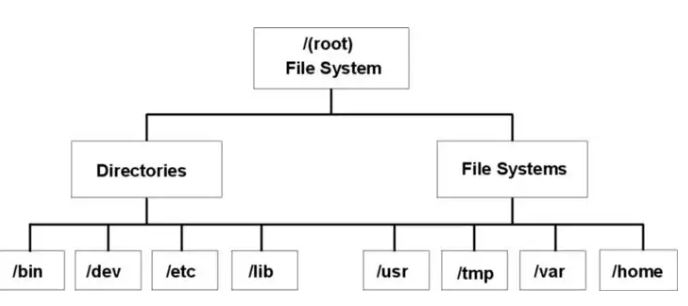 /(root)
File System
Directories
File Systems
/bin
/dev
/etc
/lib
/usr
/tmp
/var
/home